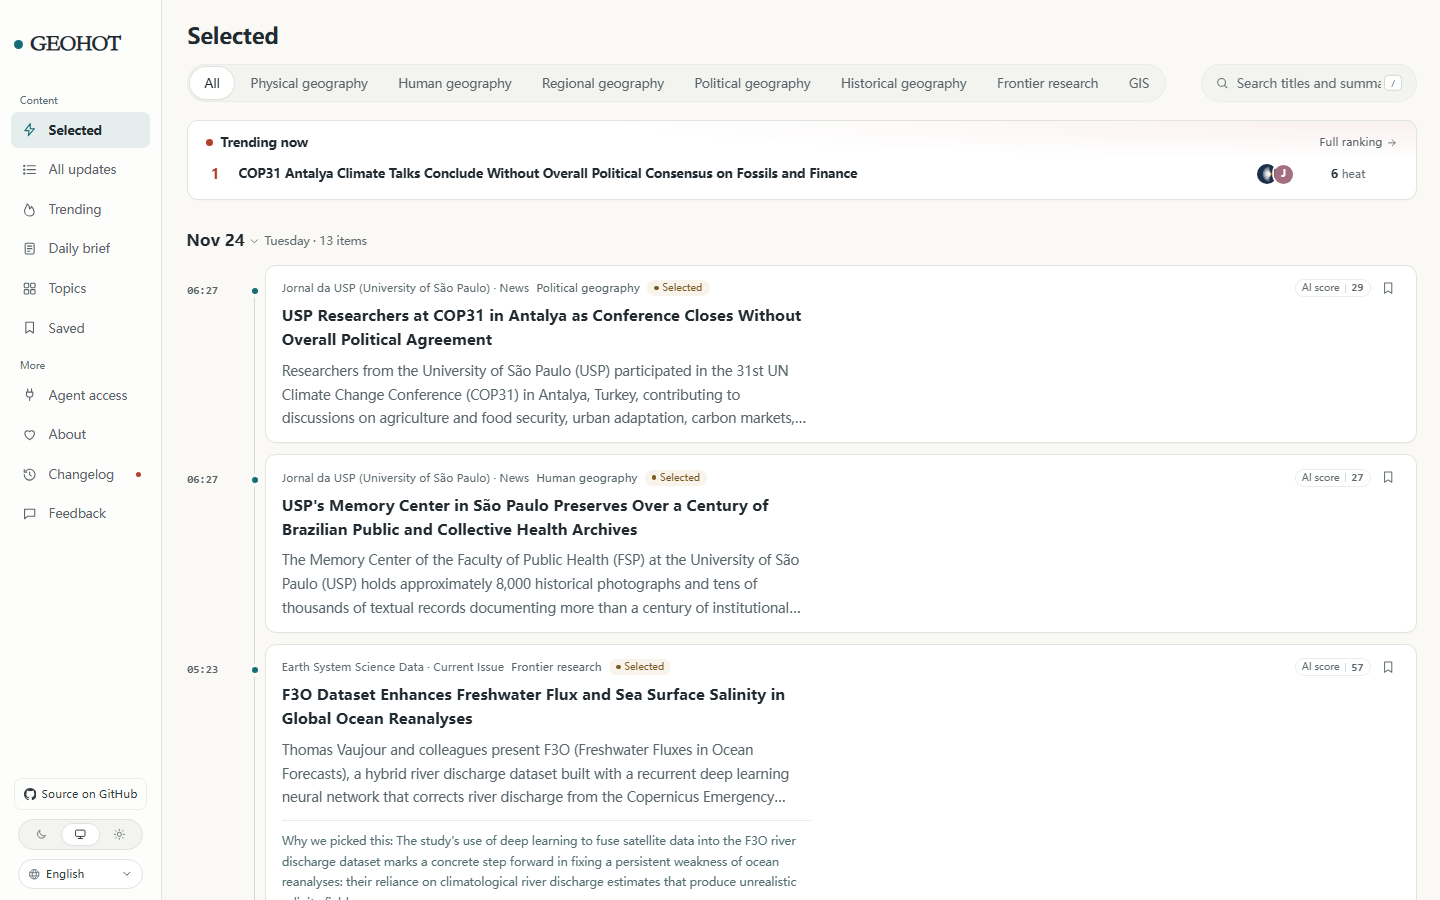 GEOHOT
Content
Selected
All updates
Trending
Daily brief
Topics
Saved
More
Agent access
About
Changelog
Feedback
Source on GitHub
English
Selected
All
Physical geography
Human geography
Regional geography
Political geography
Historical geography
Frontier research
GIS
Search titles and summa
/
Trending now
Full ranking →
1 COP31 Antalya Climate Talks Conclude Without Overall Political Consensus on Fossils and Finance
J
6 heat
Nov 24 Tuesday · 13 items
06:27
Jornal da USP (University of São Paulo) · News Political geography Selected
AI score 29
USP Researchers at COP31 in Antalya as Conference Closes Without
Overall Political Agreement
Researchers from the University of São Paulo (USP) participated in the 31st UN
Climate Change Conference (COP31) in Antalya, Turkey, contributing to
discussions on agriculture and food security, urban adaptation, carbon markets,...
06:27
Jornal da USP (University of São Paulo) · News Human geography Selected
AI score 27
USP's Memory Center in São Paulo Preserves Over a Century of
Brazilian Public and Collective Health Archives
The Memory Center of the Faculty of Public Health (FSP) at the University of São
Paulo (USP) holds approximately 8,000 historical photographs and tens of
thousands of textual records documenting more than a century of institutional...
05:23
Earth System Science Data · Current Issue Frontier research Selected
AI score 57
F3O Dataset Enhances Freshwater Flux and Sea Surface Salinity in
Global Ocean Reanalyses
Thomas Vaujour and colleagues present F3O (Freshwater Fluxes in Ocean
Forecasts), a hybrid river discharge dataset built with a recurrent deep learning
neural network that corrects river discharge from the Copernicus Emergency...
Why we picked this: The study's use of deep learning to fuse satellite data into the F3O river
discharge dataset marks a concrete step forward in fixing a persistent weakness of ocean
reanalyses: their reliance on climatological river discharge estimates that produce unrealistic